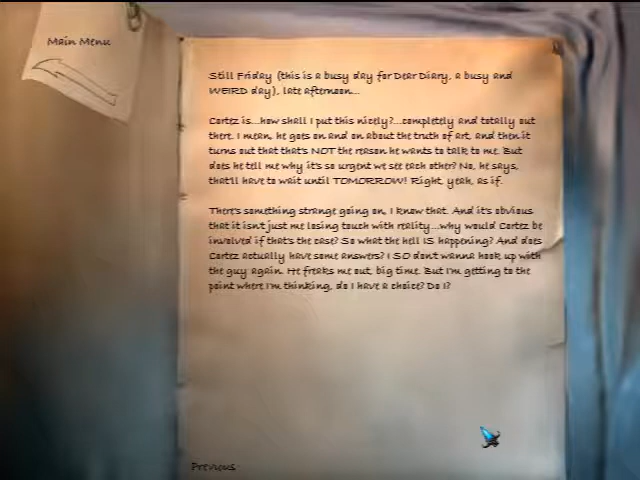 Main Menu
Still Friday (this is a busy day for Dear Diary, a busy and
WEIRD day), late afternoon...
Cortez is...how shall I put this nicely?...completely and totally out
there. I mean, he goes on and on about the truth of art, and then it
turns out that that's NOT the reason he wants to talk to me. But
does he tell me why it's so urgent we see each other? No, he says,
that'll have to wait until TOMORROW! Right, yeah, as if.
There's something strange going on, I know that. And it's obvious
that it isn't just me losing touch with reality...why would Cortez be
involved if that's the case? So what the hell IS happening? And does
Cortez actually have some answers? I SO don't wanna hook up with
the guy again. He freaks me out, big time. But I'm getting to the
point where I'm thinking, do I have a choice? Do I?
Previous